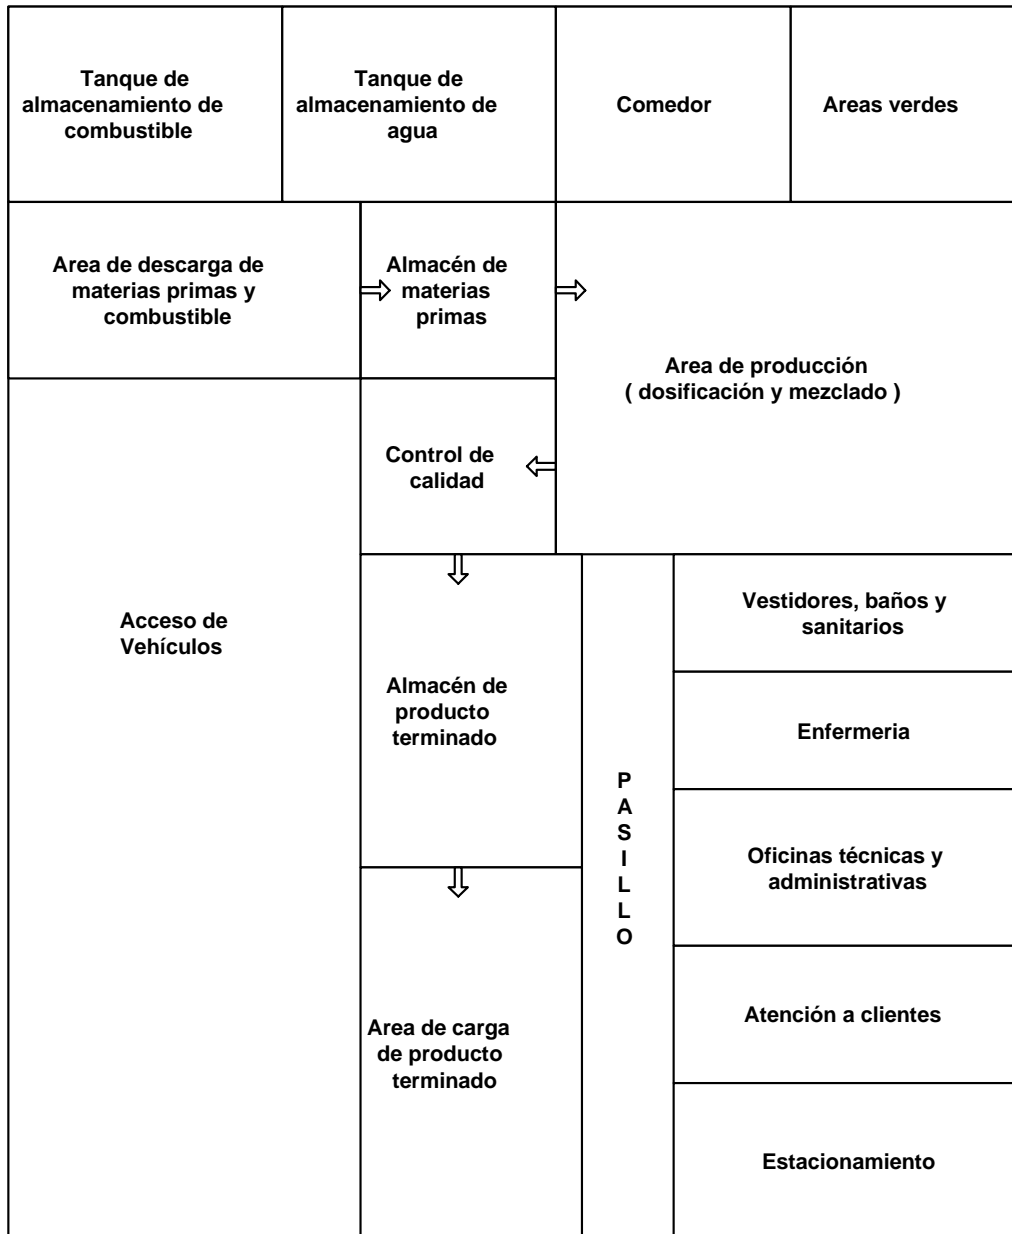 Tanque de
almacenamiento de
combustible
Tanque de
almacenamiento de
agua
Comedor
Areas verdes
Area de descarga de
materias primas y
combustible
Almacén de
materias
primas
Area de producción
( dosificación y mezclado )
Control de
calidad
Acceso de
Vehículos
Almacén de
producto
terminado
Vestidores, baños y
sanitarios
Enfermeria
P
A
S
I
L
L
O
Oficinas técnicas y
administrativas
Area de carga
de producto
terminado
Atención a clientes
Estacionamiento